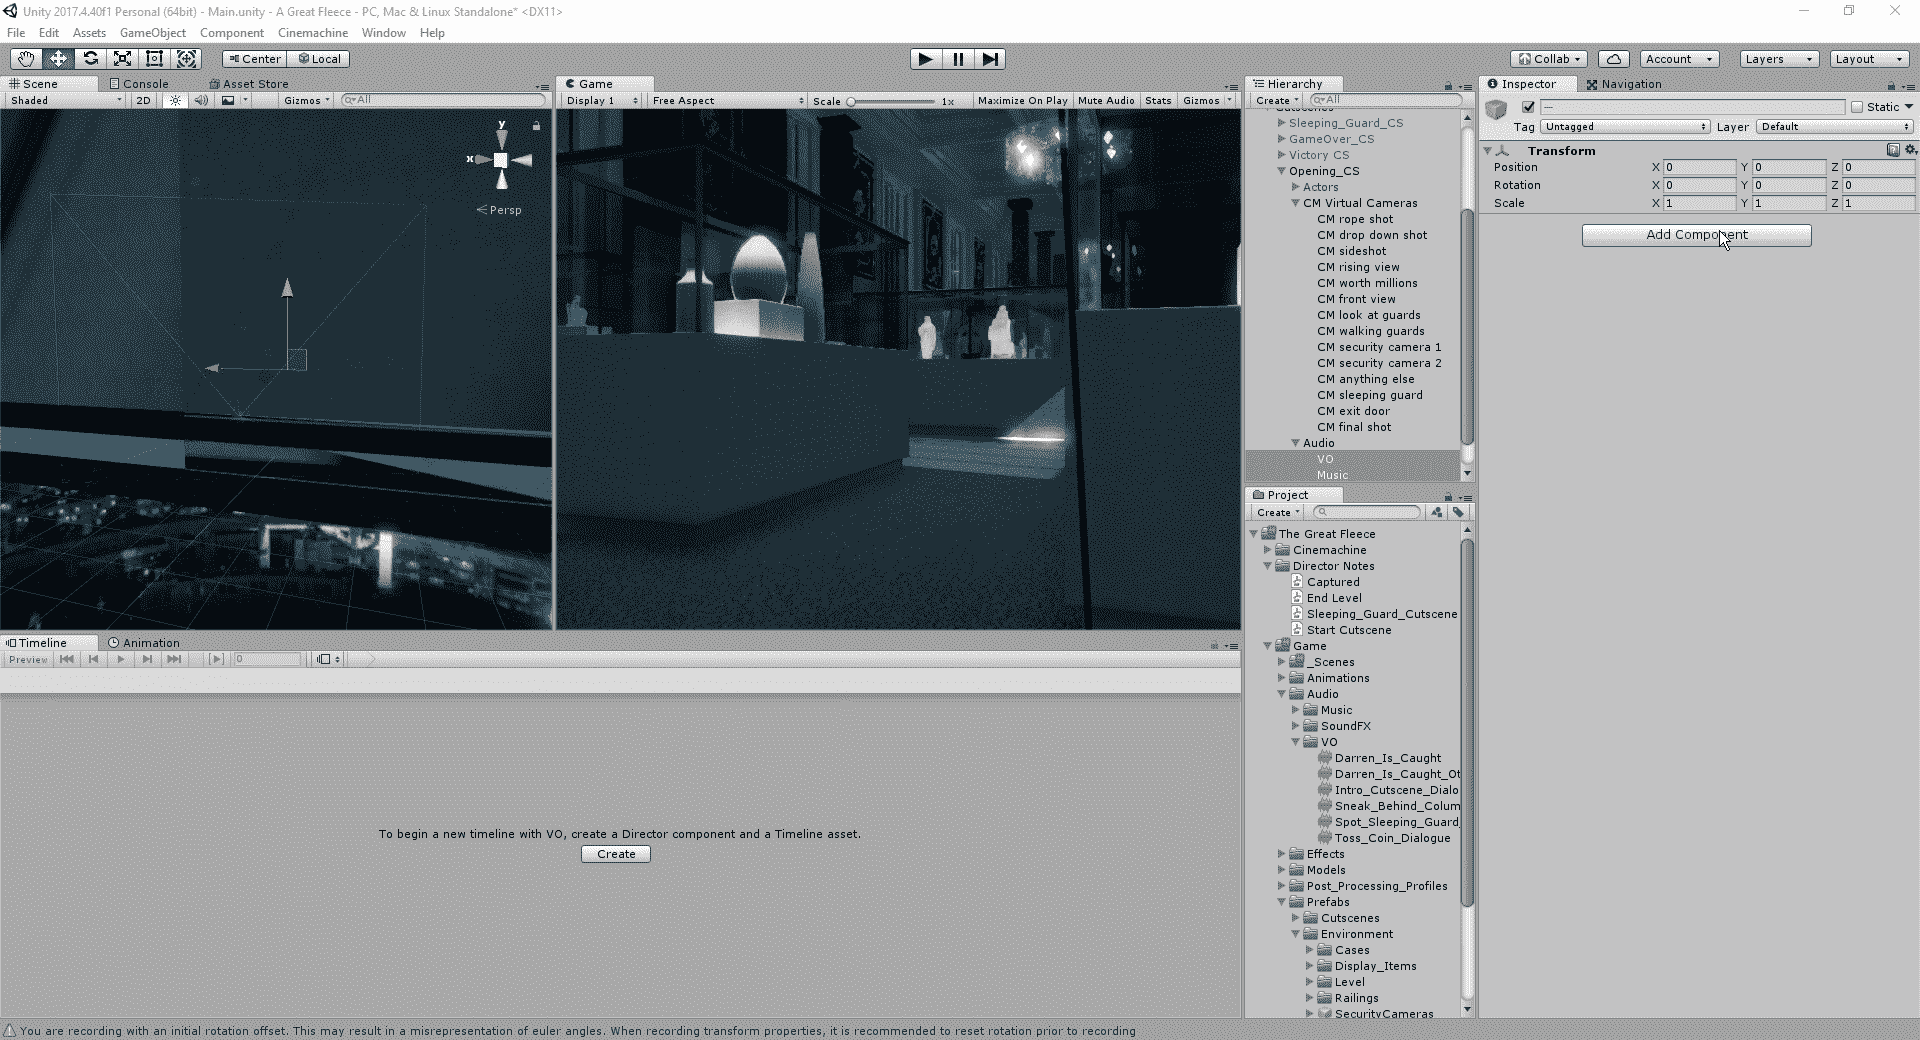 Unity 2017.4.40f1 Personal (64bit) - Main.unity - A Great Fleece - PC, Mac & Linux Standalone* <DX11>
File Edit Assets GameObject Component Cinemachine Window Help
Center Local Collab Account Layers Layout
Scene Console Asset Store
Shaded 2D Gizmos All
y
x
Persp
Game
Display 1 Free Aspect Scale 1x Maximize On Play Mute Audio Stats Gizmos
Hierarchy
Create All
Sleeping_Guard_CS
GameOver_CS
Victory CS
Opening_CS
Actors
CM Virtual Cameras
CM rope shot
CM drop down shot
CM sideshot
CM rising view
CM worth millions
CM front view
CM look at guards
CM walking guards
CM security camera 1
CM security camera 2
CM anything else
CM sleeping guard
CM exit door
CM final shot
Audio
VO
Music
Inspector Navigation
— Static
Tag Untagged Layer Default
Transform
Position X 0 Y 0 Z 0
Rotation X 0 Y 0 Z 0
Scale X 1 Y 1 Z 1
Add Component
Timeline Animation
Preview 0
To begin a new timeline with VO, create a Director component and a Timeline asset.
Create
Project
Create
The Great Fleece
Cinemachine
Director Notes
Captured
End Level
Sleeping_Guard_Cutscene
Start Cutscene
Game
_Scenes
Animations
Audio
Music
SoundFX
VO
Darren_Is_Caught
Darren_Is_Caught_Ot
Intro_Cutscene_Dialo
Sneak_Behind_Colum
Spot_Sleeping_Guard_
Toss_Coin_Dialogue
Effects
Models
Post_Processing_Profiles
Prefabs
Cutscenes
Environment
Cases
Display_Items
Level
Railings
SecurityCameras
You are recording with an initial rotation offset. This may result in a misrepresentation of euler angles. When recording transform properties, it is recommended to reset rotation prior to recording